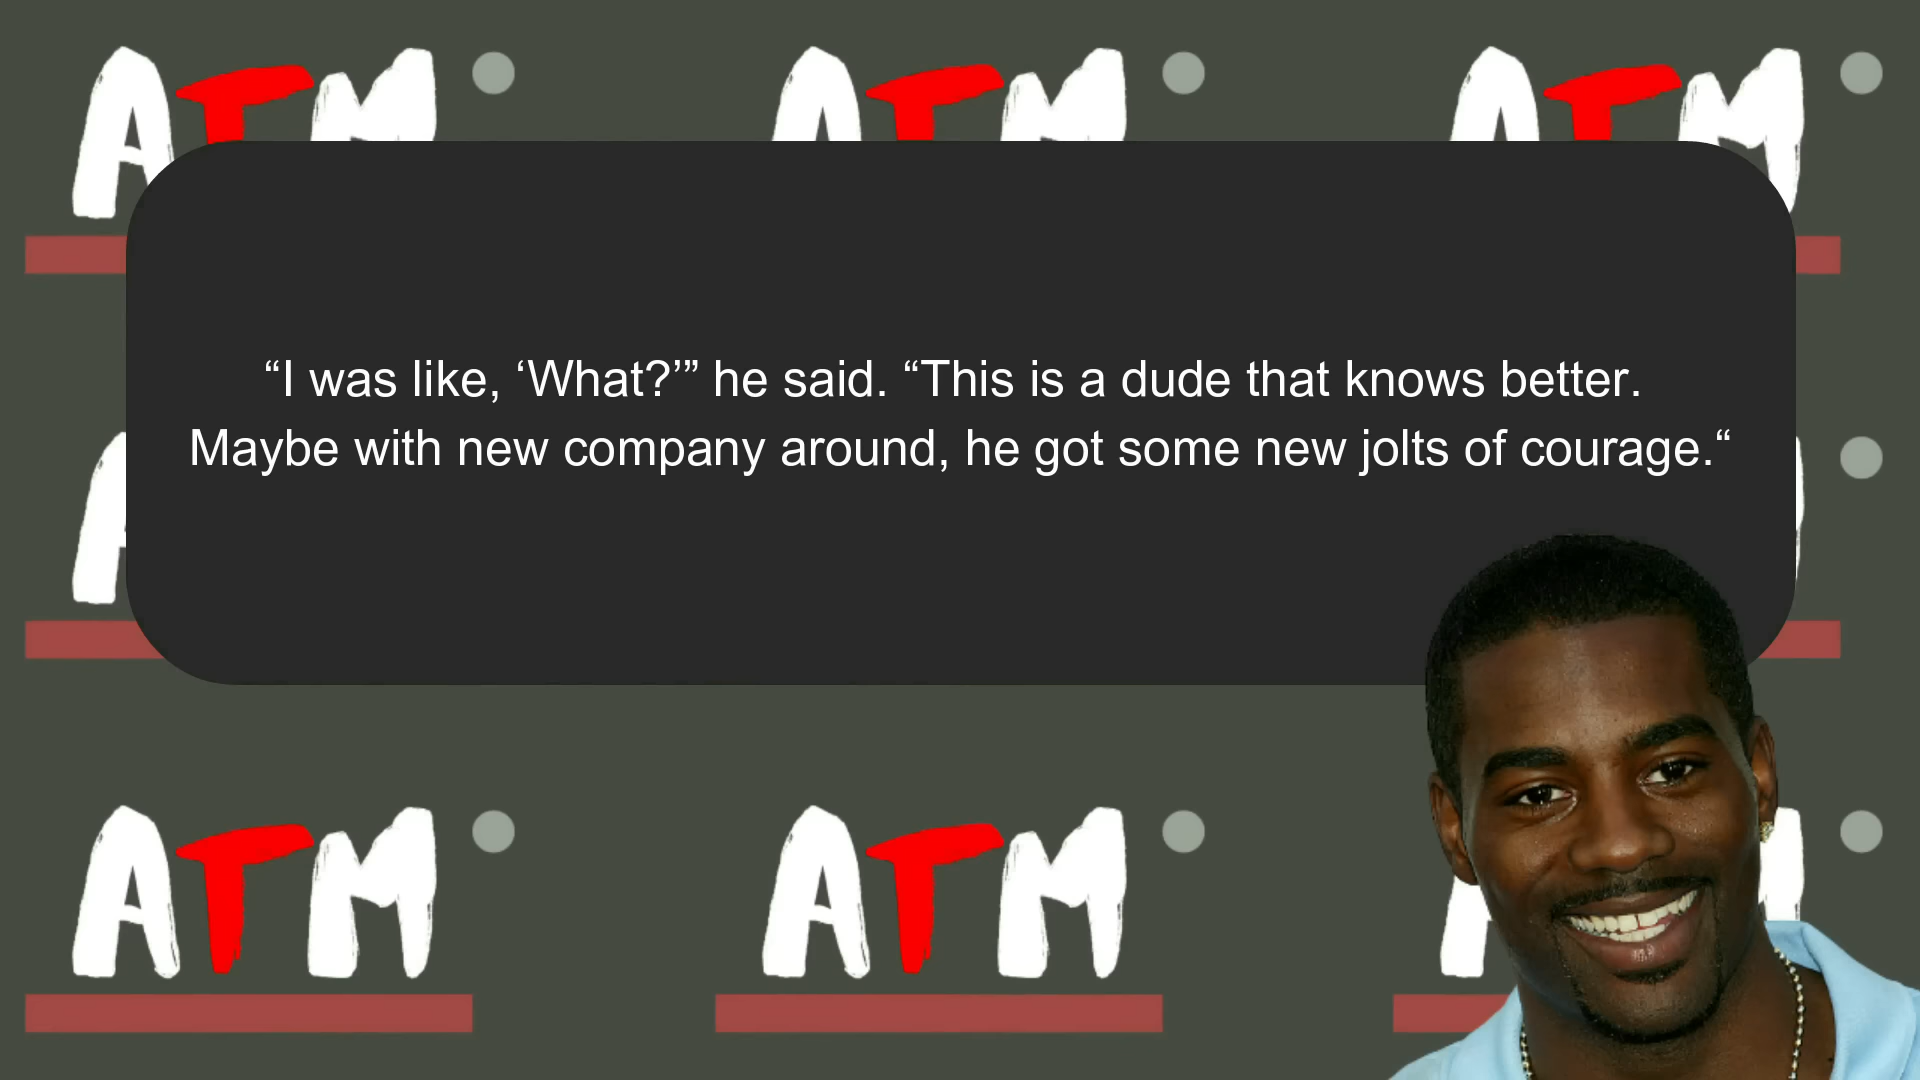 ATM ATM ATM
“I was like, ‘What?’” he said. “This is a dude that knows better.
Maybe with new company around, he got some new jolts of courage.“
ATM ATM